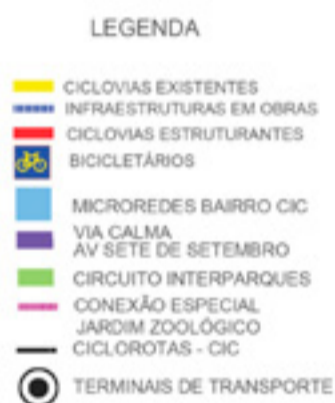 LEGENDA
CICLOVIAS EXISTENTES
INFRAESTRUTURAS EM OBRAS
CICLOVIAS ESTRUTURANTES
BICICLETÁRIOS
MICROREDES BAIRRO CIC
VIA CALMA
AV SETE DE SETEMBRO
CIRCUITO INTERPARQUES
CONEXÃO ESPECIAL
JARDIM ZOOLÓGICO
CICLOROTAS - CIC
TERMINAIS DE TRANSPORTE